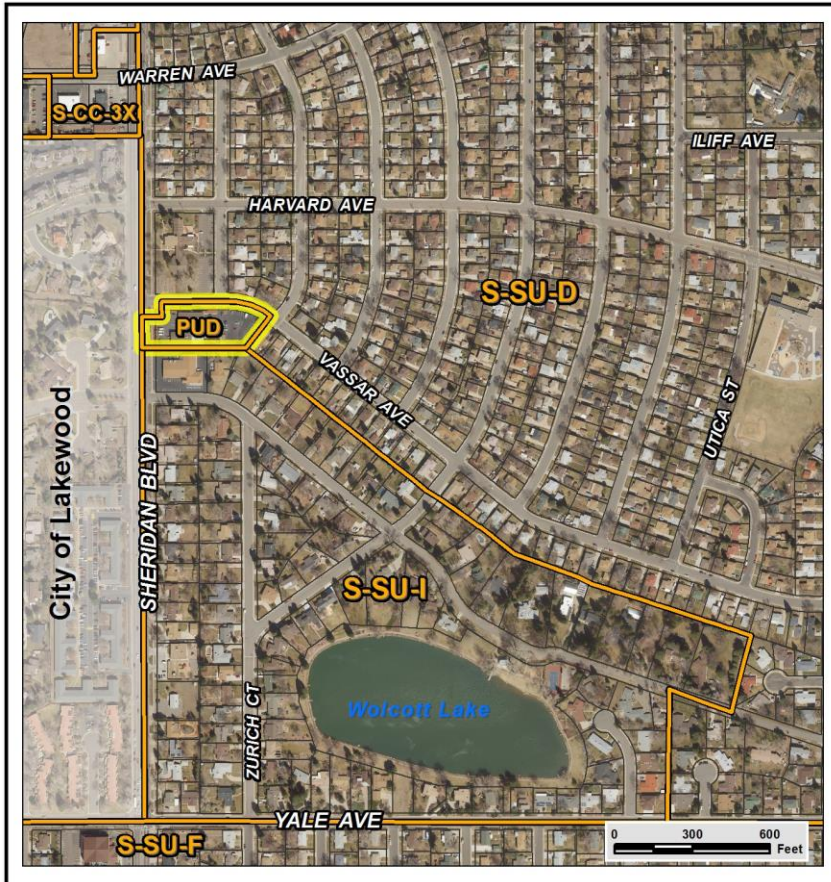 WARREN AVE
S-CC-3X
ILIFF AVE
HARVARD AVE
S-SU-D
PUD
VASSAR AVE
UTICA ST
City of Lakewood
SHERIDAN BLVD
S-SU-I
ZURICH CT
Wolcott Lake
YALE AVE
S-SU-F
0 300 600
Feet